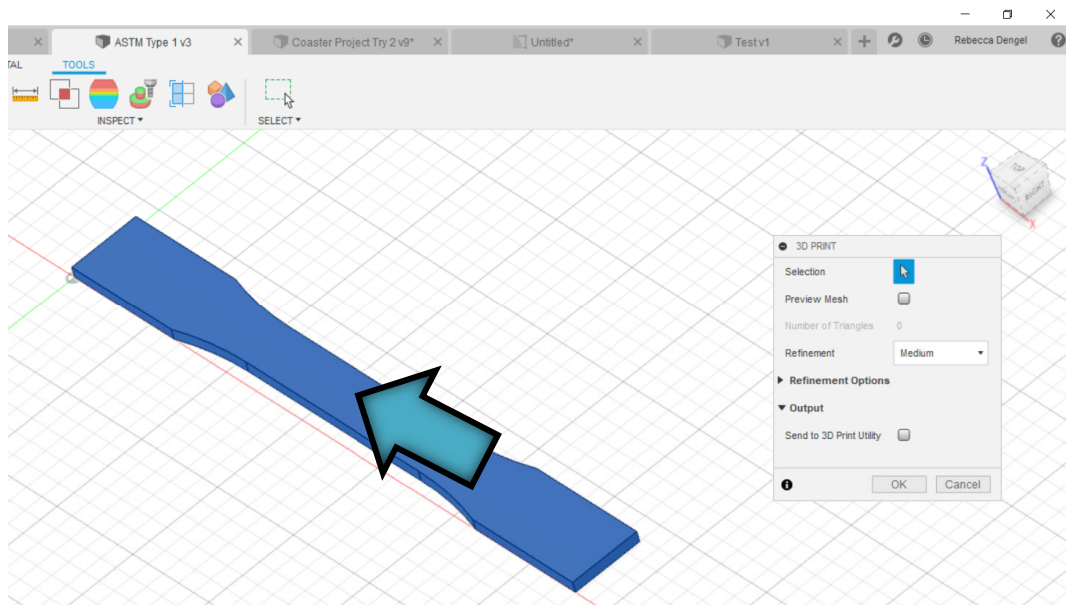 ASTM Type 1 v3
Coaster Project Try 2 v9*
Untitled*
Test v1
Rebecca Dengel
TAL
TOOLS
INSPECT
SELECT
Z
TOP
RIGHT
X
3D PRINT
Selection
Preview Mesh
Number of Triangles 0
Refinement Medium
Refinement Options
Output
Send to 3D Print Utility
OK Cancel